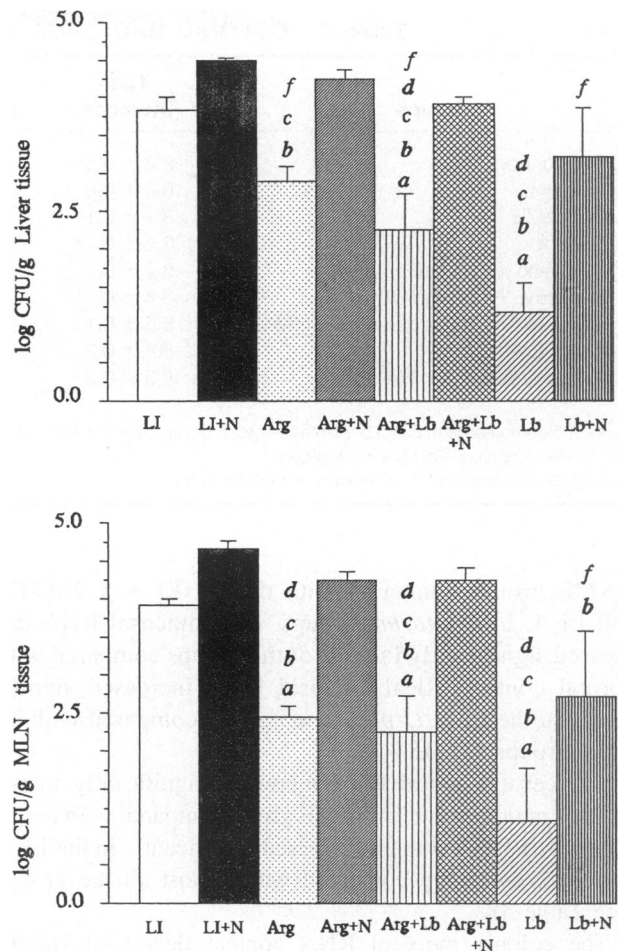 5.0
f
f
f
d
c
c
d
b
b
c
a
b
a
2.5
0.0
log CFU/g Liver tissue
LI LI+N Arg Arg+N Arg+Lb Arg+Lb Lb Lb+N
+N
5.0
f
d
d
b
c
c
d
b
b
c
a
a
b
a
2.5
0.0
log CFU/g MLN tissue
LI LI+N Arg Arg+N Arg+Lb Arg+Lb Lb Lb+N
+N